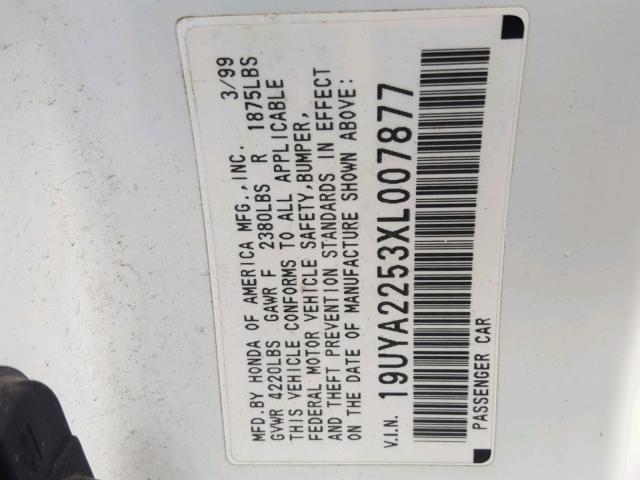 MFD.BY HONDA OF AMERICA MFG.,INC. 3/99
GVWR 4220LBS GAWR F 2380LBS R 1875LBS
THIS VEHICLE CONFORMS TO ALL APPLICABLE
FEDERAL MOTOR VEHICLE SAFETY,BUMPER,
AND THEFT PREVENTION STANDARDS IN EFFECT
ON THE DATE OF MANUFACTURE SHOWN ABOVE:
V.I.N. 19UYA2253XL007877
PASSENGER CAR